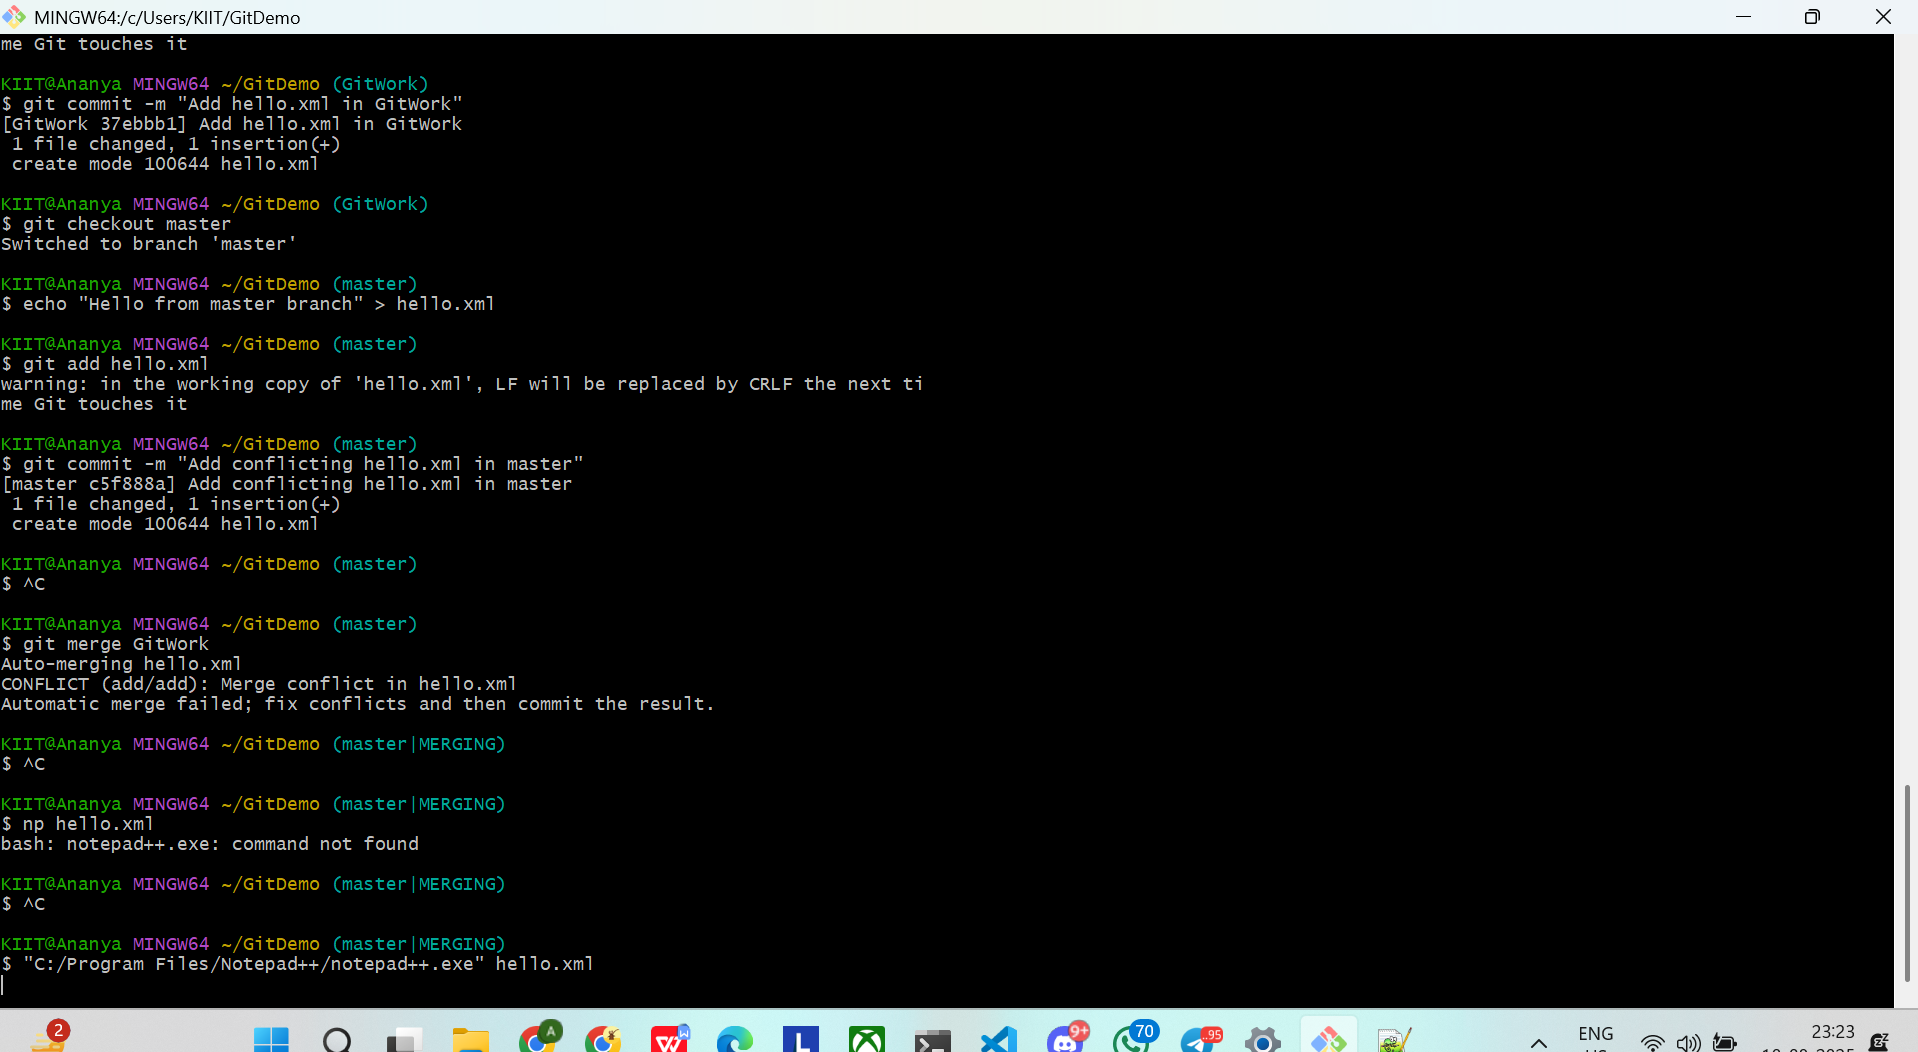 MINGW64:/c/Users/KIIT/GitDemo
me Git touches it
KIIT@Ananya MINGW64 ~/GitDemo (GitWork)
$ git commit -m "Add hello.xml in GitWork"
[GitWork 37ebbb1] Add hello.xml in GitWork
 1 file changed, 1 insertion(+)
 create mode 100644 hello.xml
KIIT@Ananya MINGW64 ~/GitDemo (GitWork)
$ git checkout master
Switched to branch 'master'
KIIT@Ananya MINGW64 ~/GitDemo (master)
$ echo "Hello from master branch" > hello.xml
KIIT@Ananya MINGW64 ~/GitDemo (master)
$ git add hello.xml
warning: in the working copy of 'hello.xml', LF will be replaced by CRLF the next ti
me Git touches it
KIIT@Ananya MINGW64 ~/GitDemo (master)
$ git commit -m "Add conflicting hello.xml in master"
[master c5f888a] Add conflicting hello.xml in master
 1 file changed, 1 insertion(+)
 create mode 100644 hello.xml
KIIT@Ananya MINGW64 ~/GitDemo (master)
$ ^C
KIIT@Ananya MINGW64 ~/GitDemo (master)
$ git merge GitWork
Auto-merging hello.xml
CONFLICT (add/add): Merge conflict in hello.xml
Automatic merge failed; fix conflicts and then commit the result.
KIIT@Ananya MINGW64 ~/GitDemo (master|MERGING)
$ ^C
KIIT@Ananya MINGW64 ~/GitDemo (master|MERGING)
$ np hello.xml
bash: notepad++.exe: command not found
KIIT@Ananya MINGW64 ~/GitDemo (master|MERGING)
$ ^C
KIIT@Ananya MINGW64 ~/GitDemo (master|MERGING)
$ "C:/Program Files/Notepad++/notepad++.exe" hello.xml
2
A
W
L
9+
70
..95
ENG
23:23